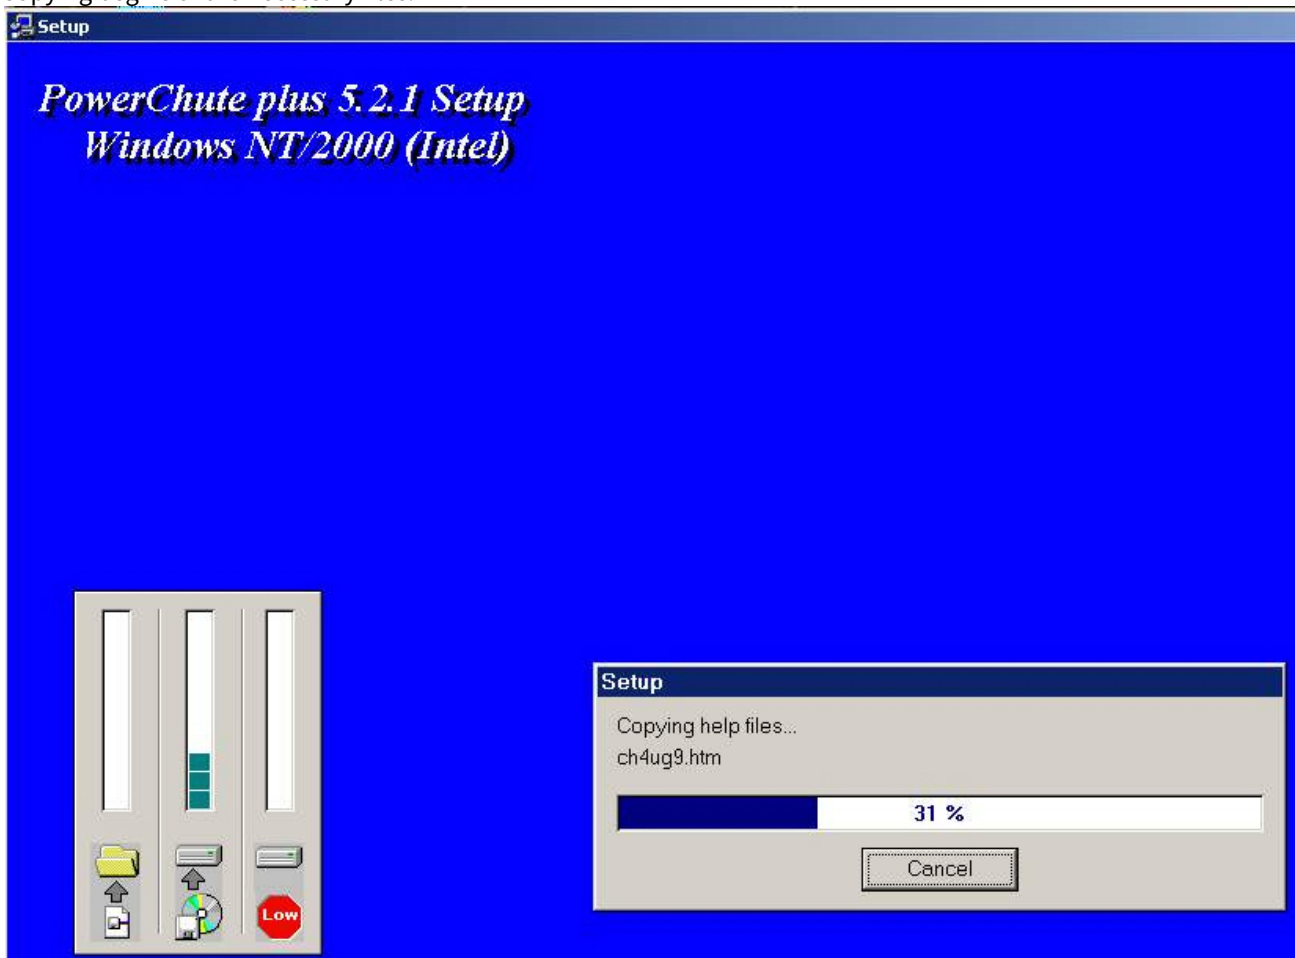 Setup
PowerChute plus 5.2.1 Setup
Windows NT/2000 (Intel)
Setup
Copying help files...
ch4ug9.htm
31 %
Cancel
Low